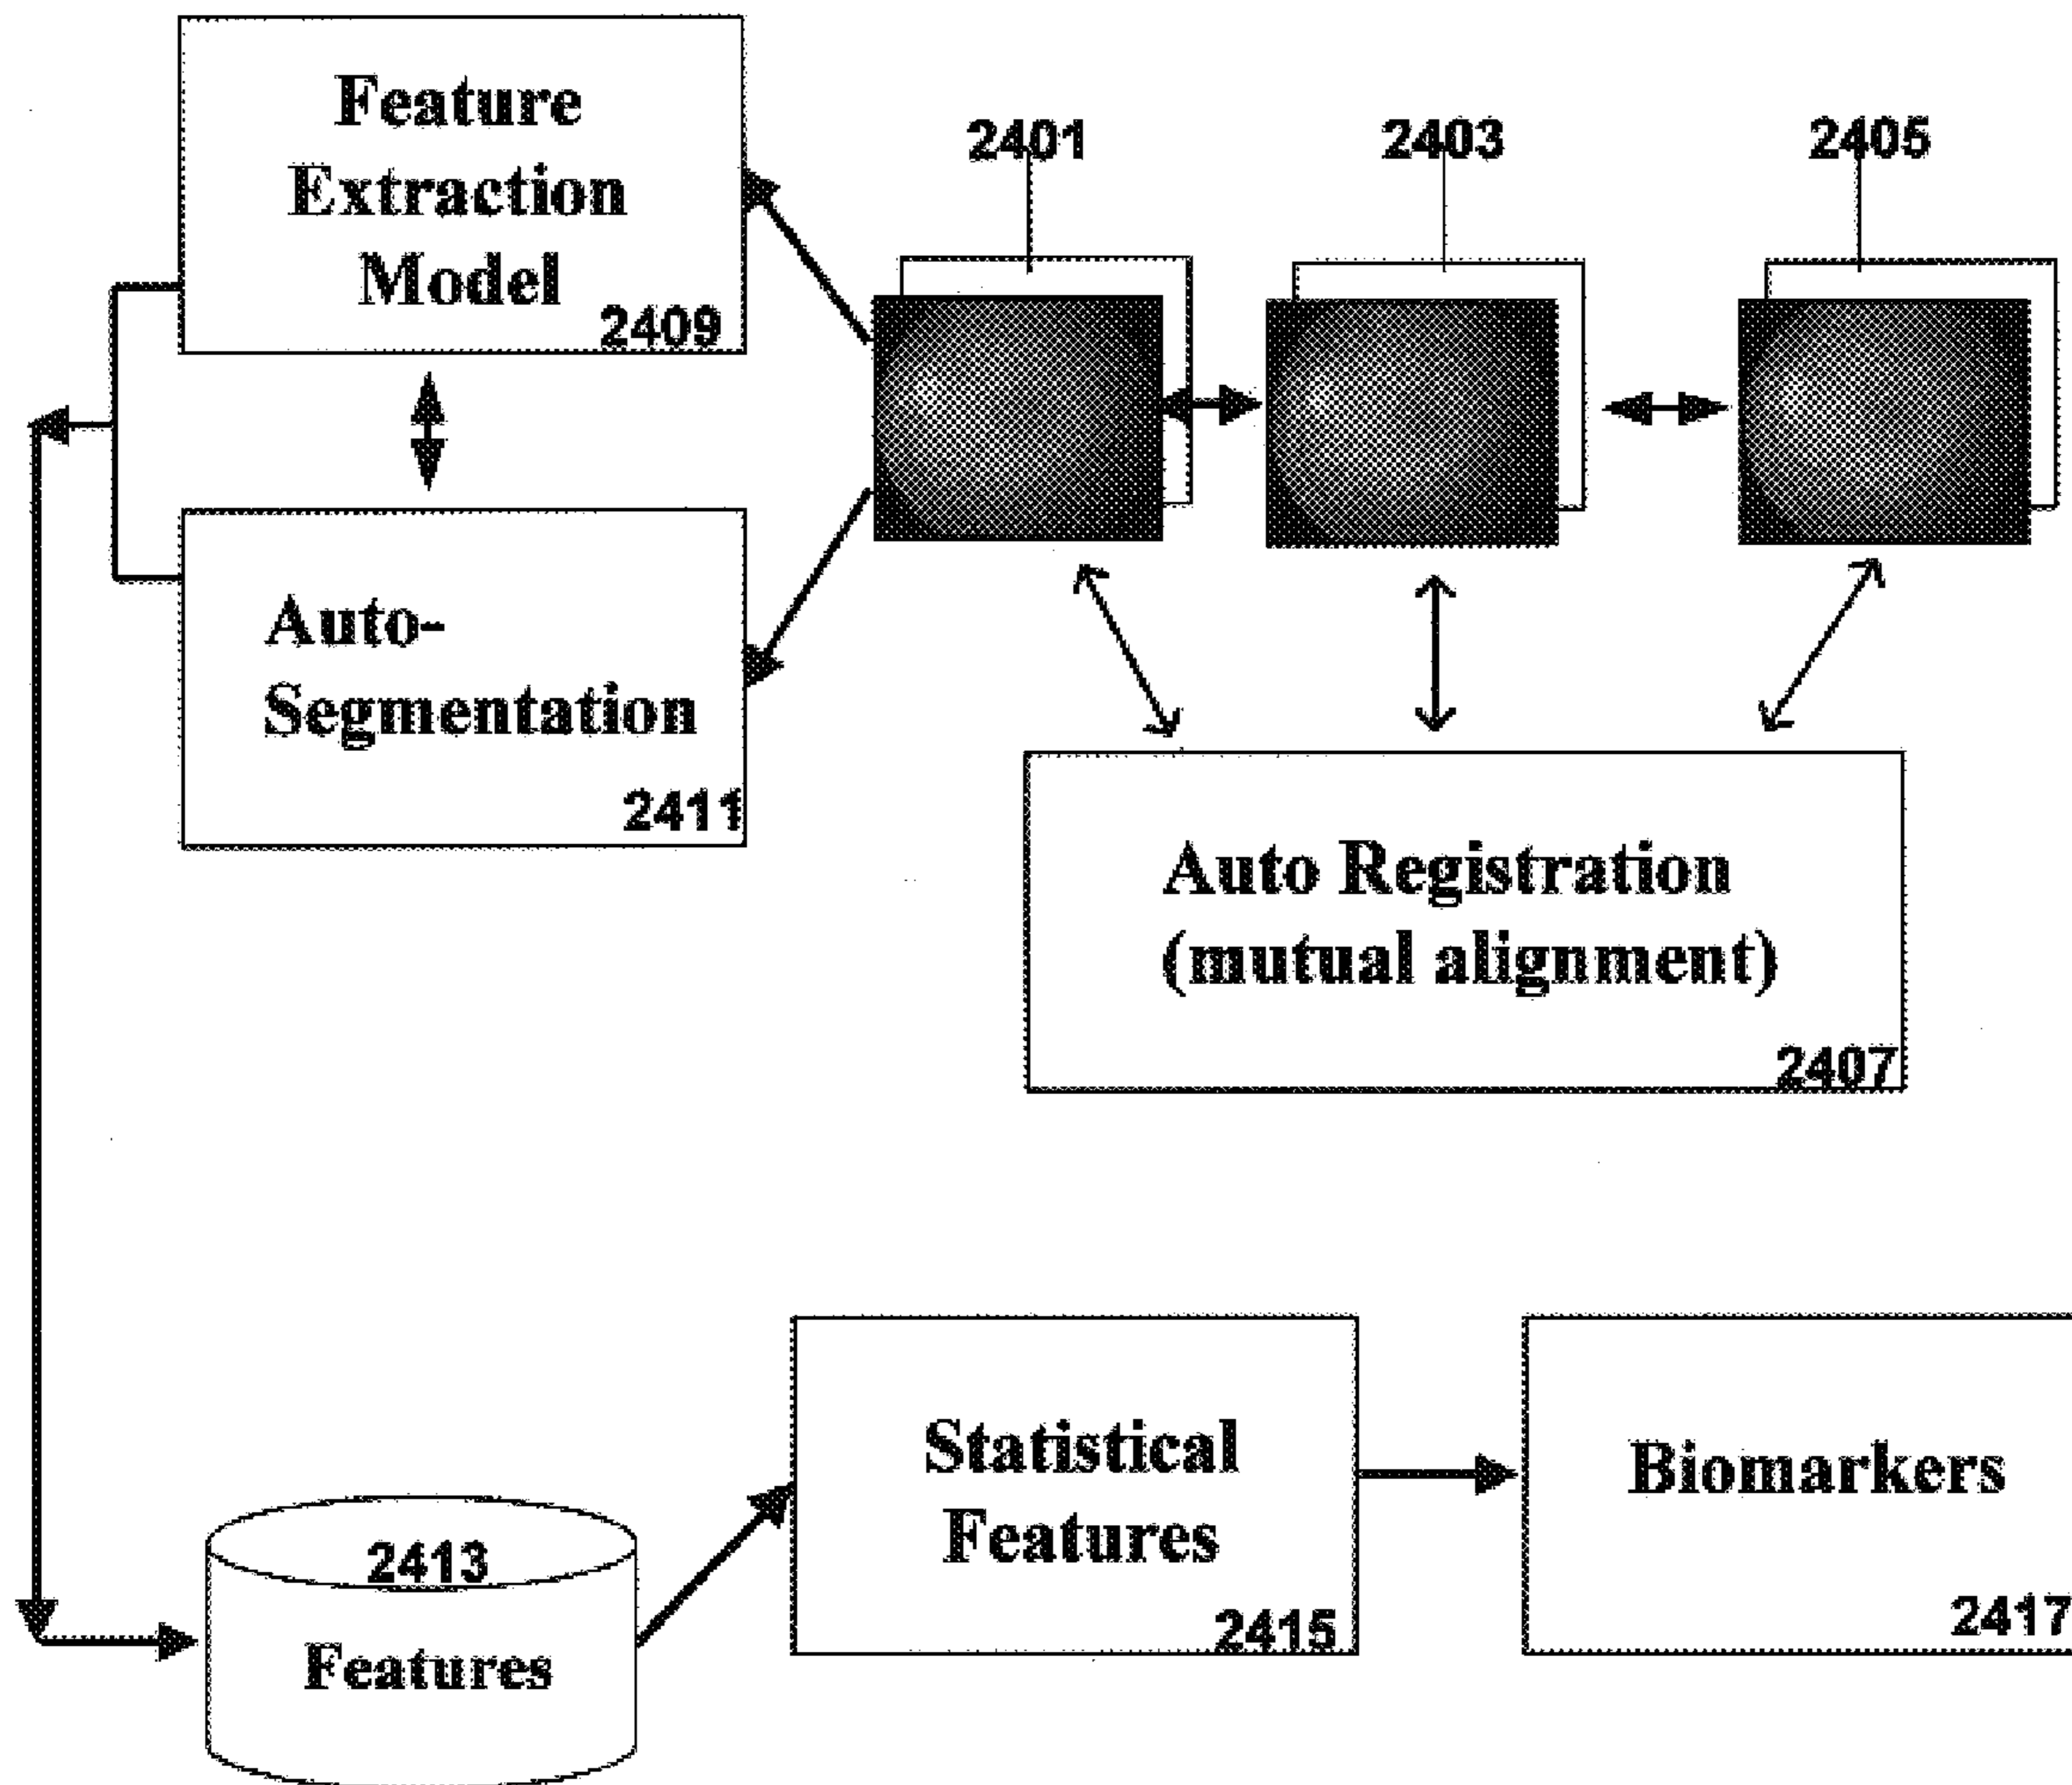 Feature
Extraction
Model
2409
2401
2403
2405
Auto-
Segmentation
2411
Auto Registration
(mutual alignment)
2407
2413
Features
Statistical
Features
2415
Biomarkers
2417